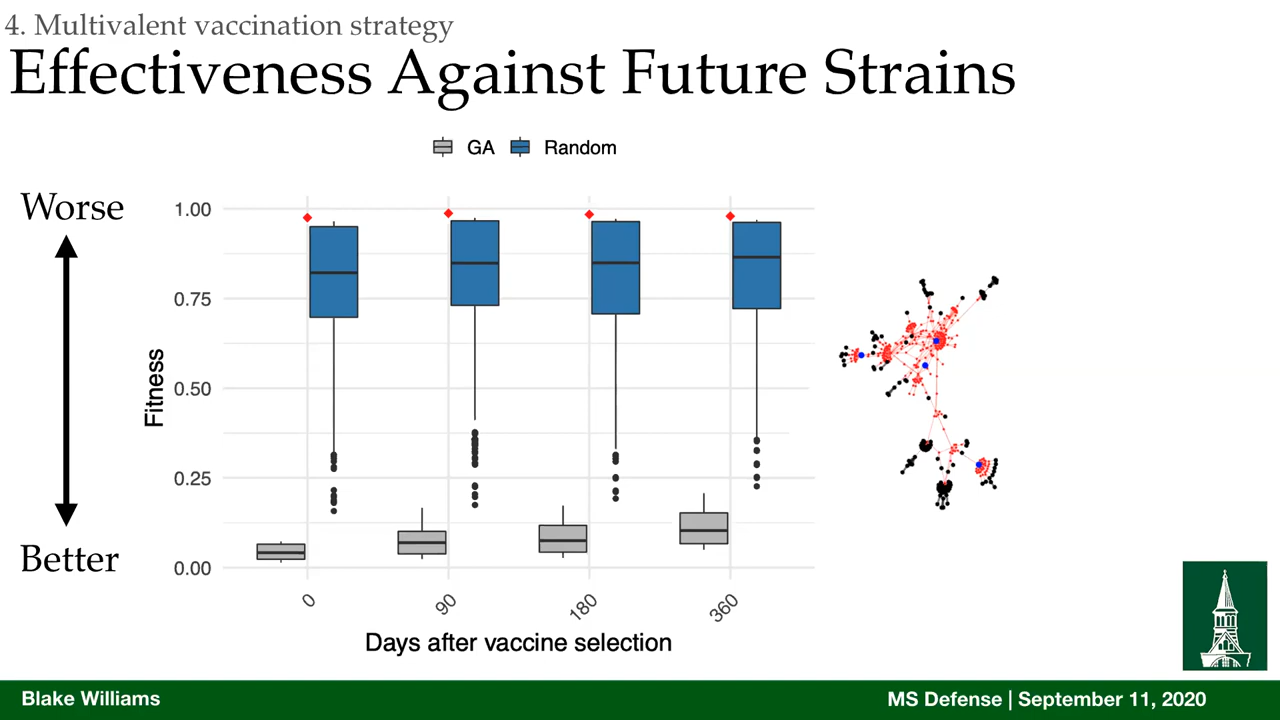 4. Multivalent vaccination strategy
Effectiveness Against Future Strains
GA Random
Worse
Better
Fitness
1.00
0.75
0.50
0.25
0.00
0 90 180 360
Days after vaccine selection
Blake Williams
MS Defense | September 11, 2020